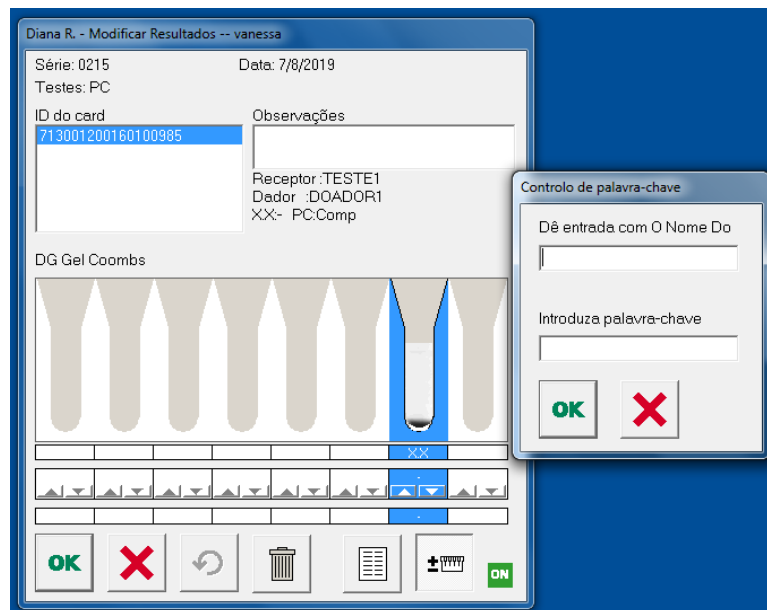 Diana R. - Modificar Resultados -- vanessa
Série: 0215 Data: 7/8/2019
Testes: PC
ID do card Observações
713001200160100985
Receptor :TESTE1
Dador :DOADOR1
XX:- PC:Comp
Controlo de palavra-chave
Dê entrada com O Nome Do
Introduza palavra-chave
OK
DG Gel Coombs
XX
-
-
OK
±
ON